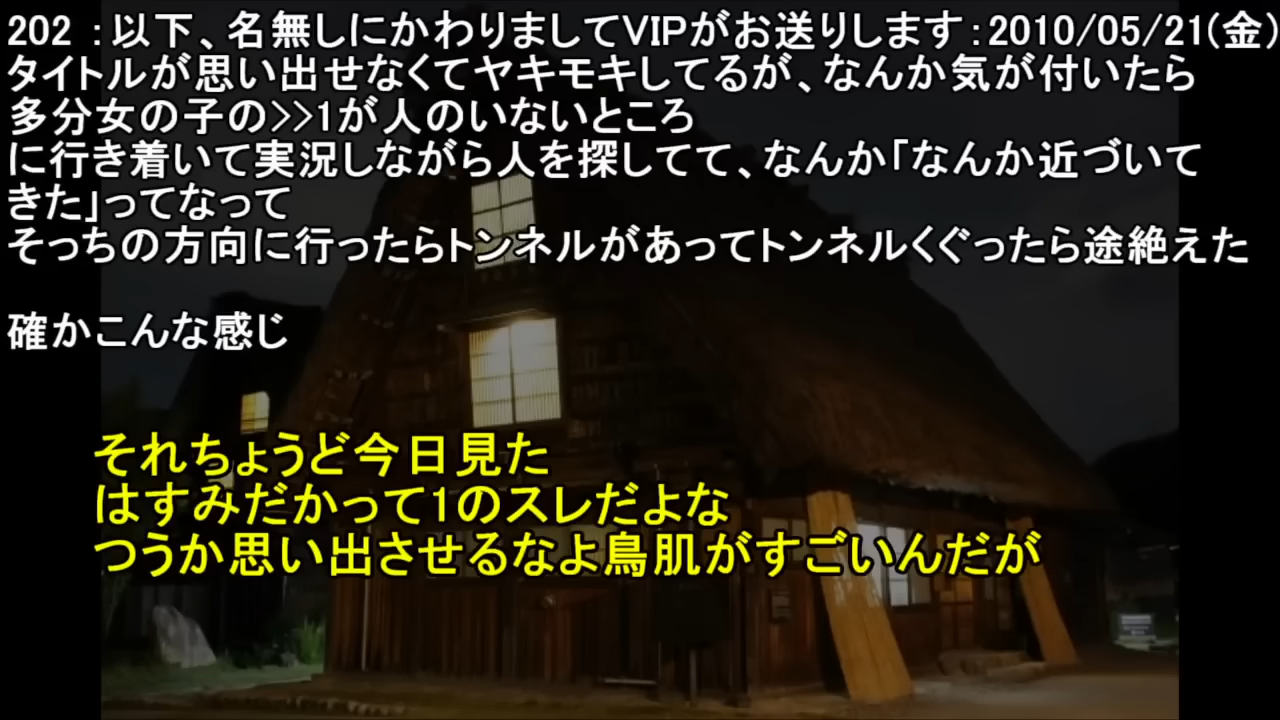 202 ：以下、名無しにかわりましてVIPがお送りします：2010/05/21(金)
タイトルが思い出せなくてヤキモキしてるが、なんか気が付いたら
多分女の子の>>1が人のいないところ
に行き着いて実況しながら人を探してて、なんか「なんか近づいて
きた」ってなって
そっちの方向に行ったらトンネルがあってトンネルくぐったら途絶えた
確かこんな感じ
それちょうど今日見た
はすみだかって1のスレだよな
つうか思い出させるなよ鳥肌がすごいんだが